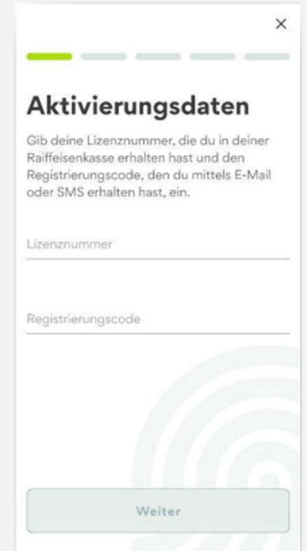 Aktivierungsdaten
Gib deine Lizenznummer, die du in deiner
Raiffeisenkasse erhalten hast und den
Registrierungscode, den du mittels E-Mail
oder SMS erhalten hast, ein.
Lizenznummer
Registrierungscode
Weiter